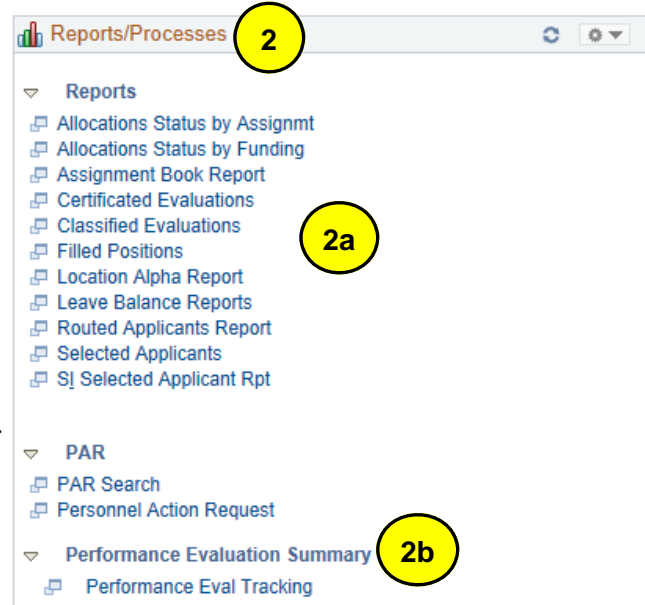 Reports/Processes 2
Reports
Allocations Status by Assignmt
Allocations Status by Funding
Assignment Book Report
Certificated Evaluations
Classified Evaluations
2a
Filled Positions
Location Alpha Report
Leave Balance Reports
Routed Applicants Report
Selected Applicants
SI Selected Applicant Rpt
PAR
PAR Search
Personnel Action Request
Performance Evaluation Summary 2b
Performance Eval Tracking